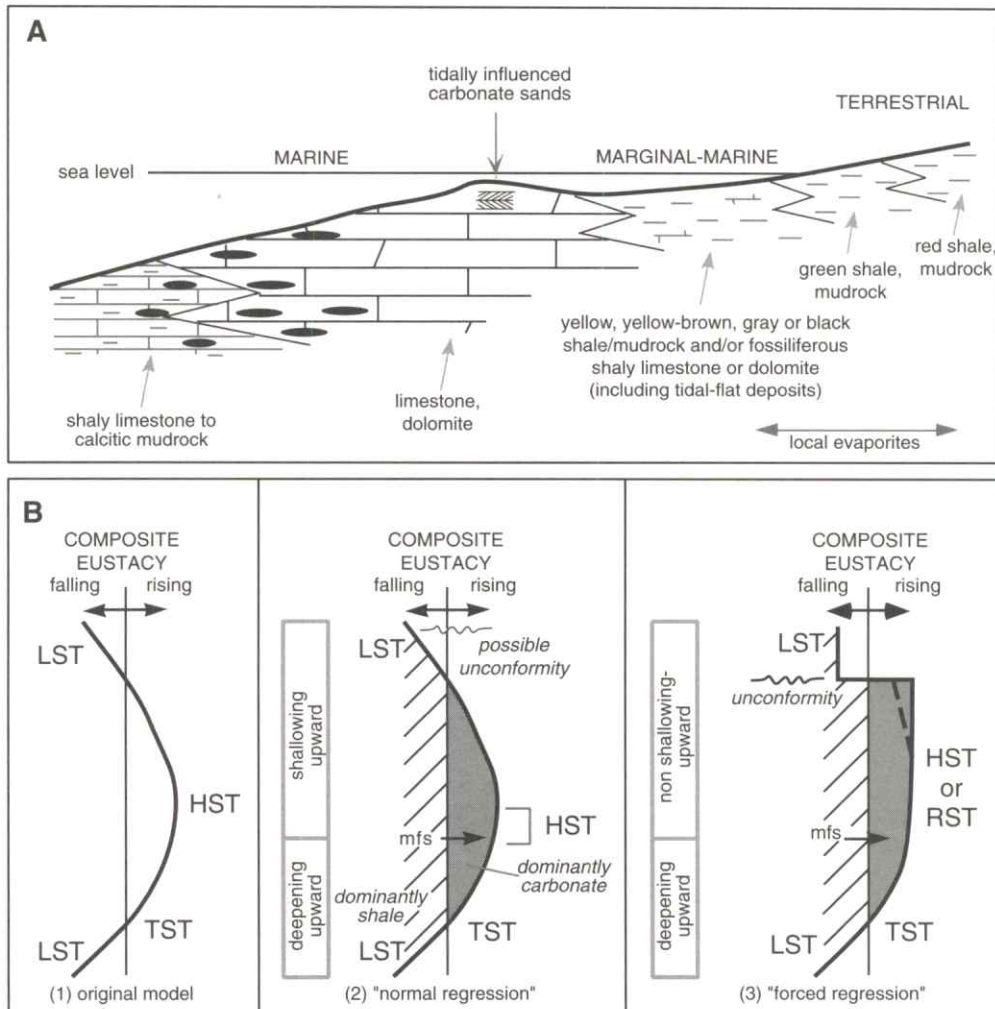 A
tidally influenced
carbonate sands
TERRESTRIAL
MARINE
MARGINAL-MARINE
sea level
red shale,
mudrock
green shale,
mudrock
yellow, yellow-brown, gray or black
shale/mudrock and/or fossiliferous
shaly limestone or dolomite
(including tidal-flat deposits)
limestone,
dolomite
shaly limestone to
calcitic mudrock
local evaporites
B
COMPOSITE
EUSTACY
falling
rising
LST
HST
TST
LST
(1) original model
COMPOSITE
EUSTACY
falling
rising
shallowing
upward
deepening
upward
LST
possible
unconformity
HST
mfs
dominantly
carbonate
dominantly
shale
TST
LST
(2) "normal regression"
COMPOSITE
EUSTACY
falling
rising
non shallowing-
upward
deepening
upward
LST
unconformity
HST
or
RST
mfs
TST
LST
(3) "forced regression"